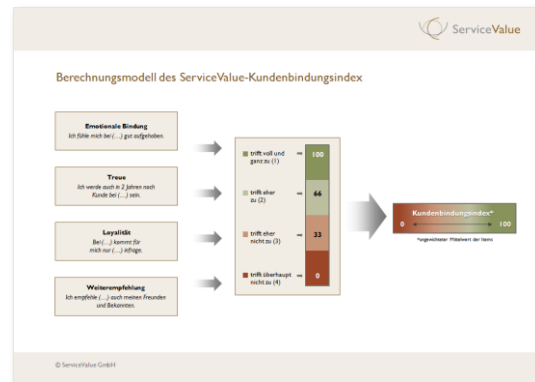 ServiceValue
Berechnungsmodell des ServiceValue-Kundenbindungsindex
Emotionale Bindung
Ich fühle mich bei (...) gut aufgehoben.
Treue
Ich werde auch in 2 Jahren noch
Kunde bei (...) sein.
Loyalität
Bei (...) kommt für
mich nur (...) infrage.
Weiterempfehlung
Ich empfehle (...) auch meinen Freunden
und Bekannten.
trifft voll und
ganz zu (1)
=
100
trifft eher
zu (2)
=
66
trifft eher
nicht zu (3)
=
33
trifft überhaupt
nicht zu (4)
=
0
Kundenbindungsindex*
0 100
*ungewichteter Mittelwert der Items
© ServiceValue GmbH